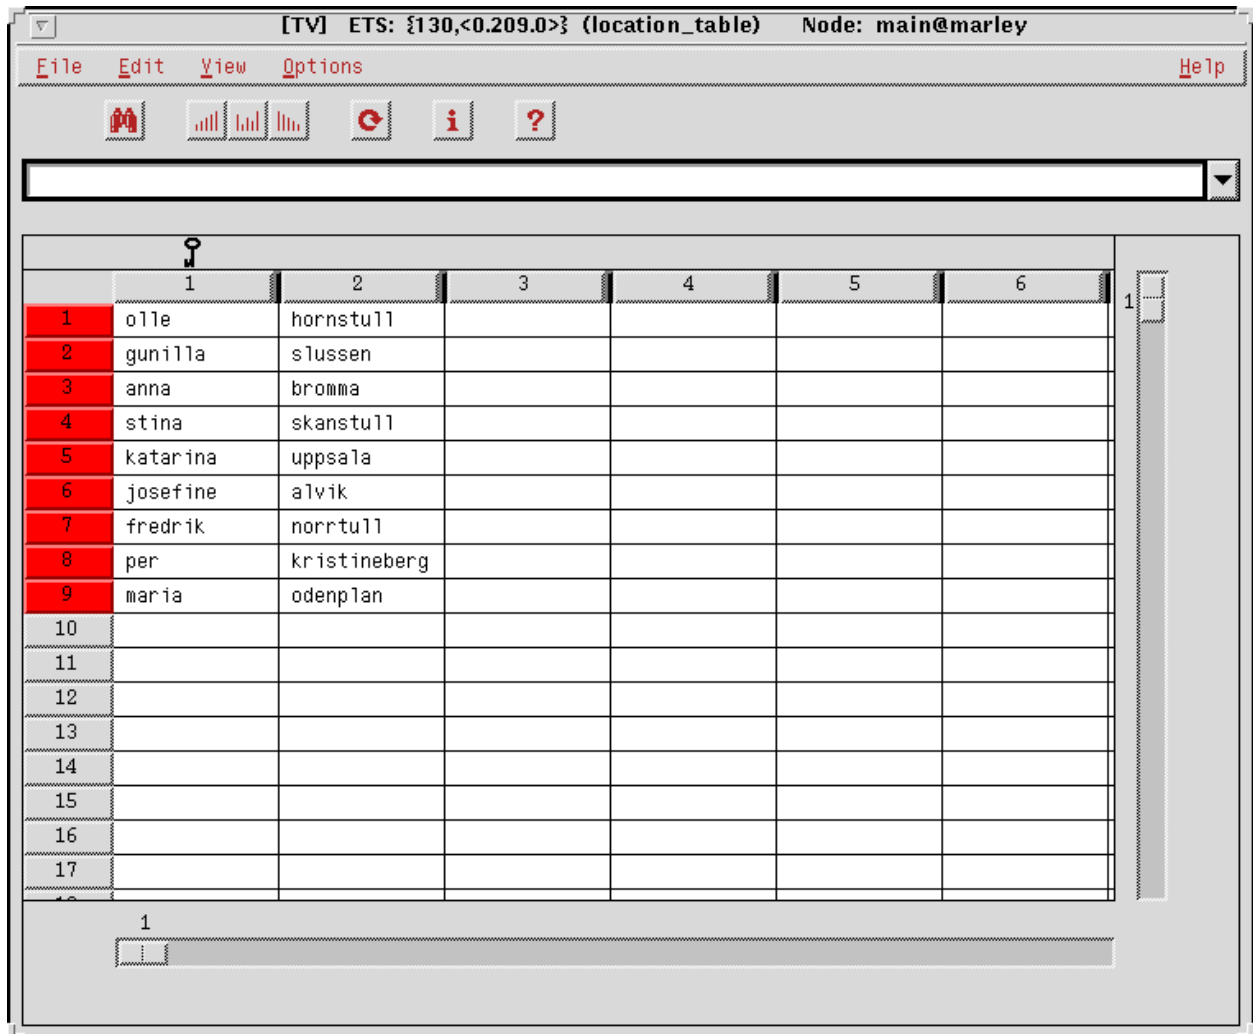 [TV] ETS: {130,<0.209.0>} (location_table) Node: main@marley
File Edit View Options Help
1 2 3 4 5 6
1
1 olle hornstull
2 gunilla slussen
3 anna bromma
4 stina skanstull
5 katarina uppsala
6 josefine alvik
7 fredrik norrtull
8 per kristineberg
9 maria odenplan
10
11
12
13
14
15
16
17
1